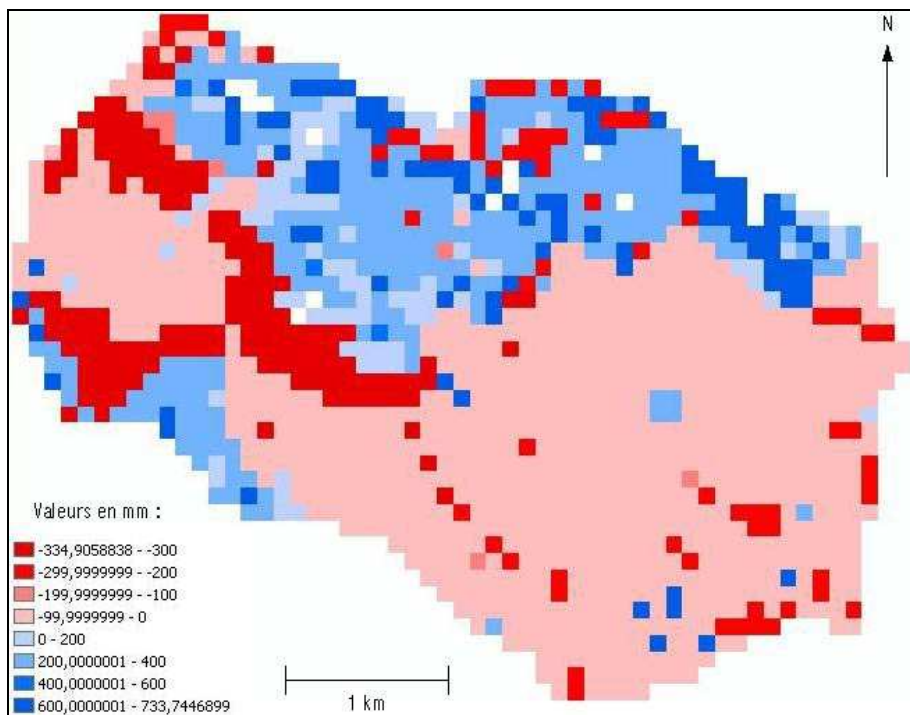 N
Valeurs en mm :
-334,9058838 - -300
-299,9999999 - -200
-199,9999999 - -100
-99,9999999 - 0
0 - 200
200,0000001 - 400
400,0000001 - 600
600,0000001 - 733,7446899
1 km